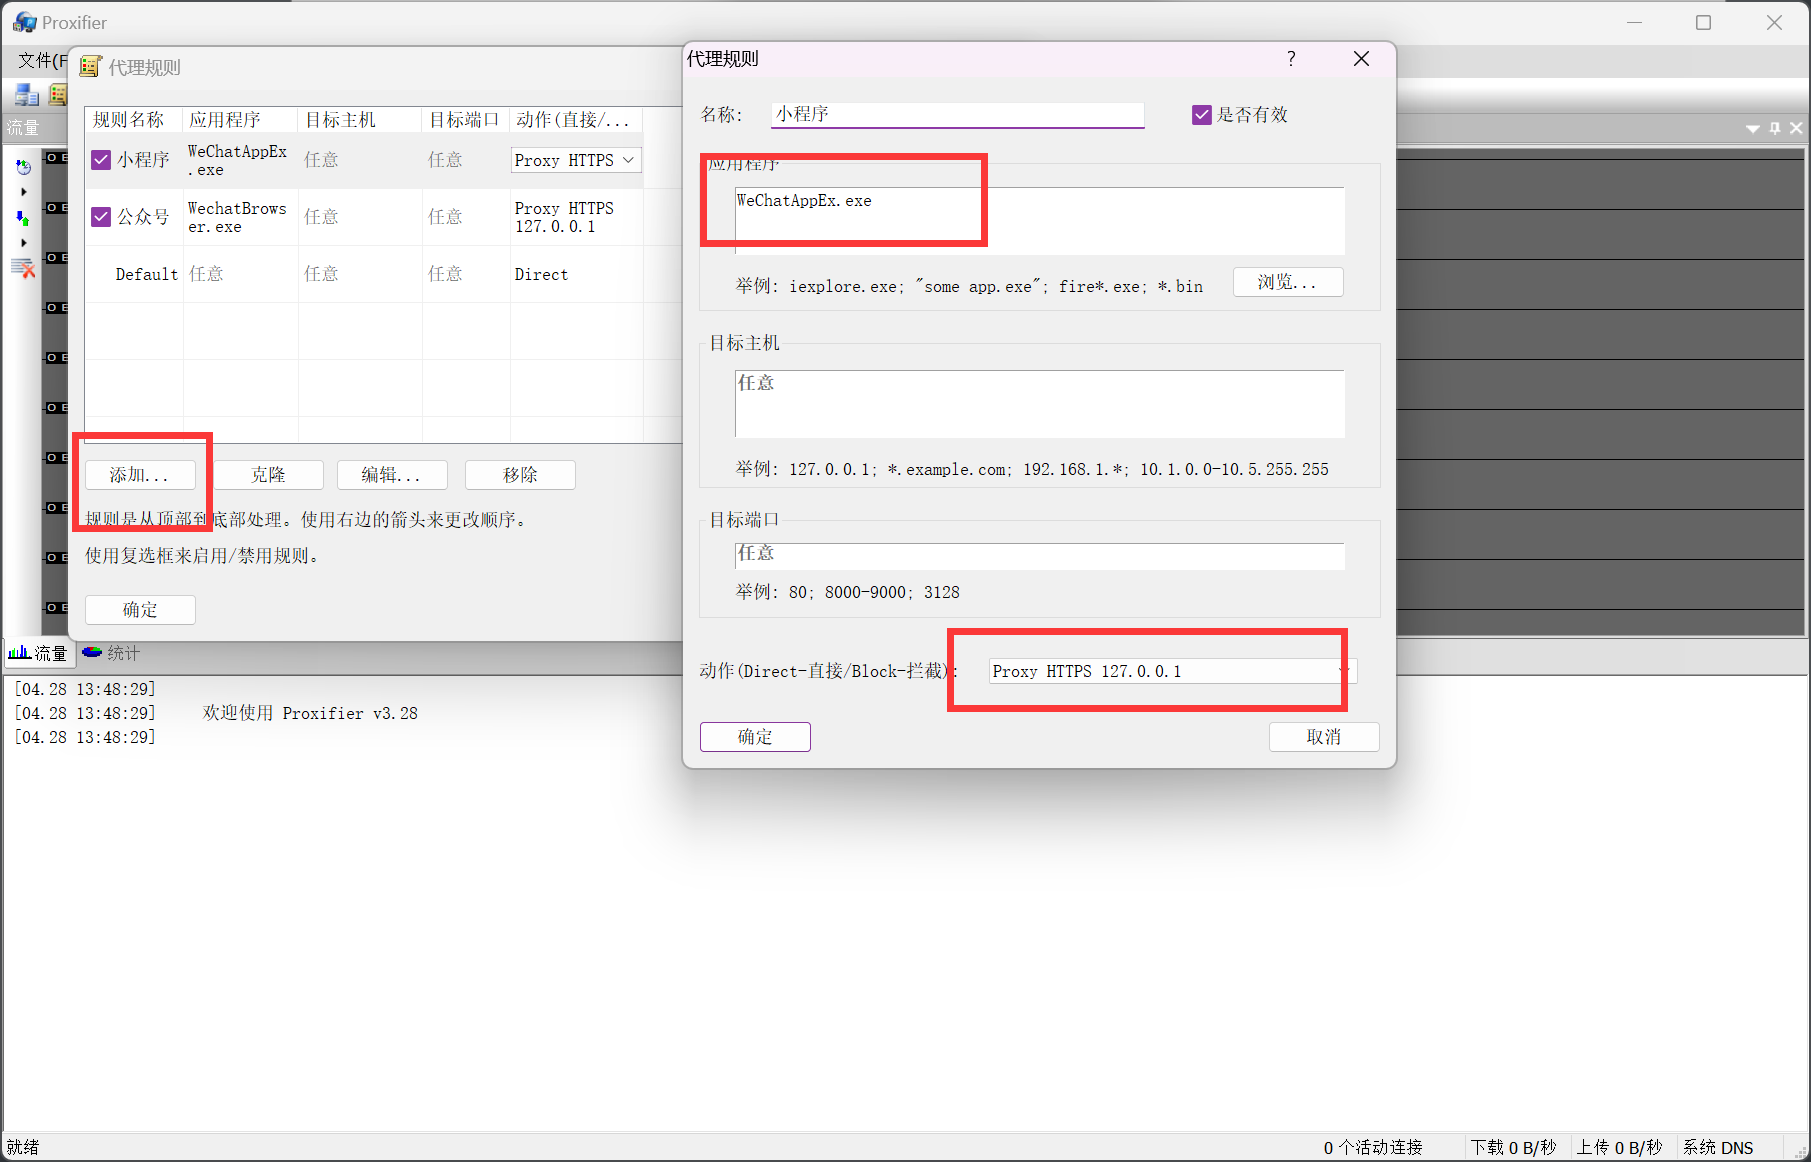 Proxifier
文件(F
代理规则
流量
规则名称 应用程序 目标主机 目标端口 动作(直接/...
小程序 WeChatAppEx.exe 任意 任意 Proxy HTTPS
公众号 WechatBrowser.exe 任意 任意 Proxy HTTPS 127.0.0.1
Default 任意 任意 任意 Direct
添加... 克隆 编辑... 移除
规则是从顶部到底部处理。使用右边的箭头来更改顺序。
使用复选框来启用/禁用规则。
确定
代理规则 ?
名称: 小程序 是否有效
应用程序
WeChatAppEx.exe
举例: iexplore.exe; "some app.exe"; fire*.exe; *.bin 浏览...
目标主机
任意
举例: 127.0.0.1; *.example.com; 192.168.1.*; 10.1.0.0-10.5.255.255
目标端口
任意
举例: 80; 8000-9000; 3128
动作(Direct-直接/Block-拦截): Proxy HTTPS 127.0.0.1
确定 取消
流量 统计
[04.28 13:48:29]
[04.28 13:48:29] 欢迎使用 Proxifier v3.28
[04.28 13:48:29]
就绪 0 个活动连接 下载 0 B/秒 上传 0 B/秒 系统 DNS